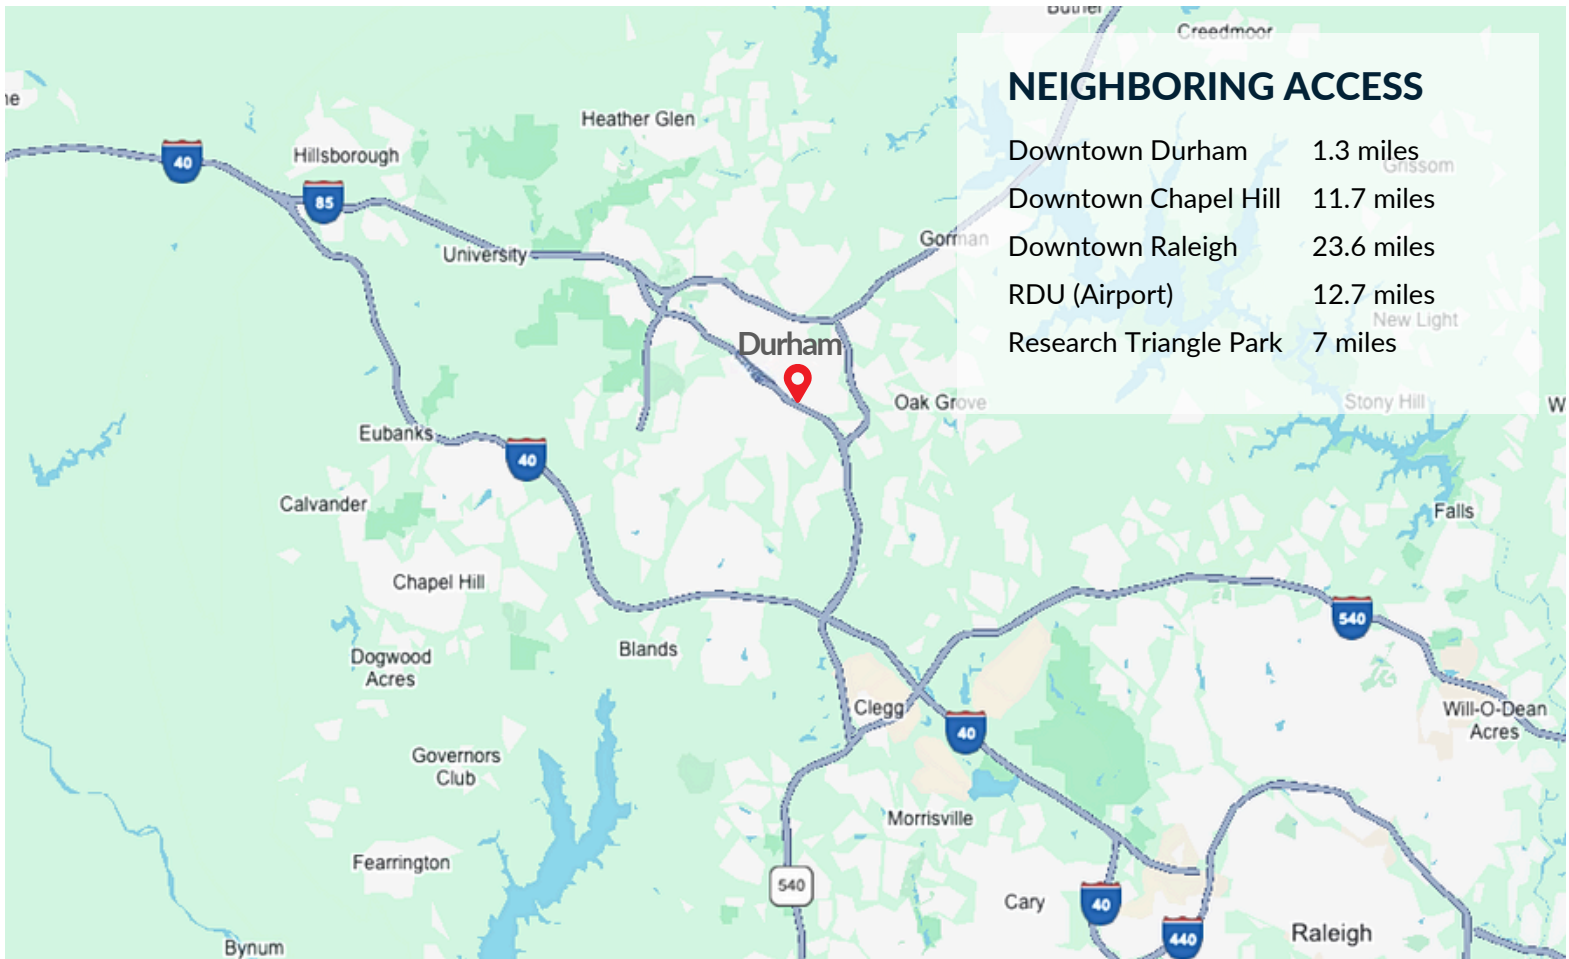 Creedmoor
NEIGHBORING ACCESS
Downtown Durham 1.3 miles
Downtown Chapel Hill 11.7 miles
Downtown Raleigh 23.6 miles
RDU (Airport) 12.7 miles
Research Triangle Park 7 miles
Grissom
New Light
Stony Hill
Heather Glen
40
Hillsborough
85
University
Gorman
Durham
Oak Grove
Eubanks
40
Calvander
Falls
Chapel Hill
540
Blands
Dogwood
Acres
Clegg
40
Will-O-Dean
Acres
Governors
Club
Morrisville
Fearrington
540
Cary
40
440
Raleigh
Bynum